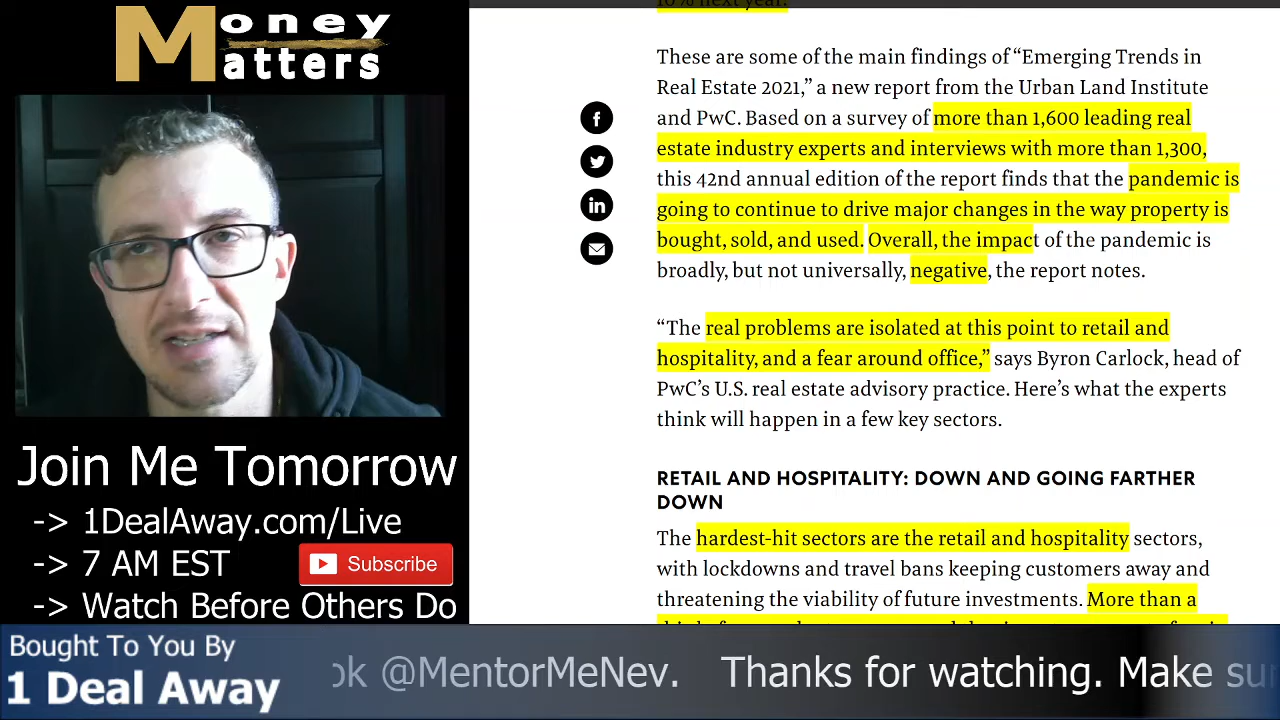 Money
Matters
Join Me Tomorrow
-> 1DealAway.com/Live
-> 7 AM EST
Subscribe
-> Watch Before Others Do
10% next year.
These are some of the main findings of “Emerging Trends in
Real Estate 2021,” a new report from the Urban Land Institute
and PwC. Based on a survey of more than 1,600 leading real
estate industry experts and interviews with more than 1,300,
this 42nd annual edition of the report finds that the pandemic is
going to continue to drive major changes in the way property is
bought, sold, and used. Overall, the impact of the pandemic is
broadly, but not universally, negative, the report notes.
“The real problems are isolated at this point to retail and
hospitality, and a fear around office,” says Byron Carlock, head of
PwC’s U.S. real estate advisory practice. Here’s what the experts
think will happen in a few key sectors.
RETAIL AND HOSPITALITY: DOWN AND GOING FARTHER
DOWN
The hardest-hit sectors are the retail and hospitality sectors,
with lockdowns and travel bans keeping customers away and
threatening the viability of future investments. More than a
Bought To You By
1 Deal Away
ok @MentorMeNev. Thanks for watching. Make su